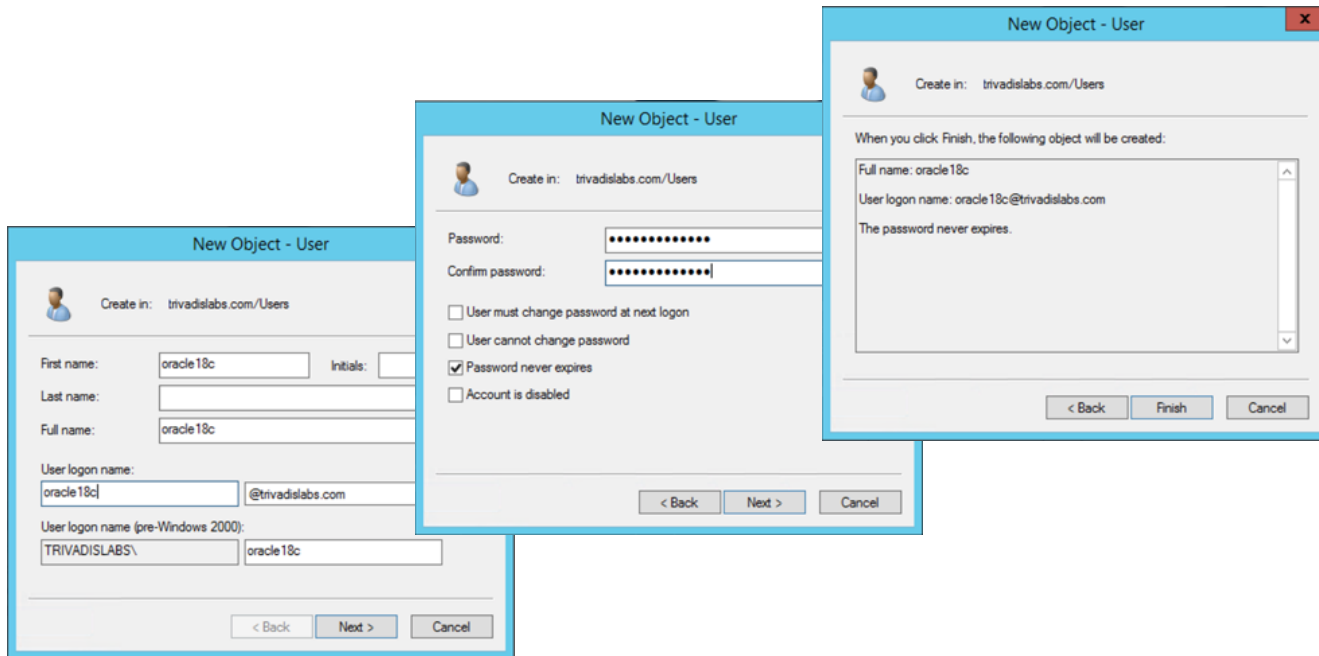 New Object - User
Create in: trivadislabs.com/Users
First name: oracle18c Initials:
Last name:
Full name: oracle18c
User logon name:
oracle18c @trivadislabs.com
User logon name (pre-Windows 2000):
TRIVADISLABS\ oracle18c
< Back Next > Cancel
New Object - User
Create in: trivadislabs.com/Users
Password: •••••••••••••
Confirm password: •••••••••••••
User must change password at next logon
User cannot change password
Password never expires
Account is disabled
< Back Next > Cancel
New Object - User
x
Create in: trivadislabs.com/Users
When you click Finish, the following object will be created:
Full name: oracle18c
User logon name: oracle18c@trivadislabs.com
The password never expires.
< Back Finish Cancel